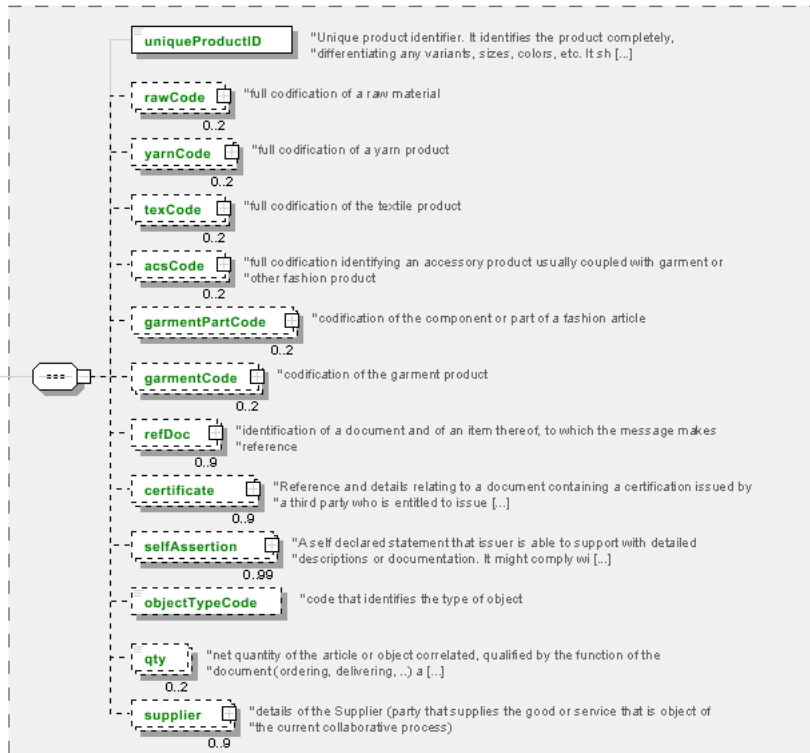 uniqueProductID
"Unique product identifier. It identifies the product completely,
"differentiating any variants, sizes, colors, etc. It sh [...]
rawCode
"full codification of a raw material
0..2
yarnCode
"full codification of a yarn product
0..2
texCode
"full codification of the textile product
0..2
acsCode
"full codification identifying an accessory product usually coupled with garment or
"other fashion product
0..2
garmentPartCode
"codification of the component or part of a fashion article
0..2
garmentCode
"codification of the garment product
0..2
refDoc
"identification of a document and of an item thereof, to which the message makes
"reference
0..9
certificate
"Reference and details relating to a document containing a certification issued by
"a third party who is entitled to issue [...]
0..9
selfAssertion
"A self declared statement that issuer is able to support with detailed
"descriptions or documentation. It might comply wi [...]
0..99
objectTypeCode
"code that identifies the type of object
qty
"net quantity of the article or object correlated, qualified by the function of the
"document (ordering, delivering, ..) a [...]
0..2
supplier
"details of the Supplier (party that supplies the good or service that is object of
"the current collaborative process)
0..9